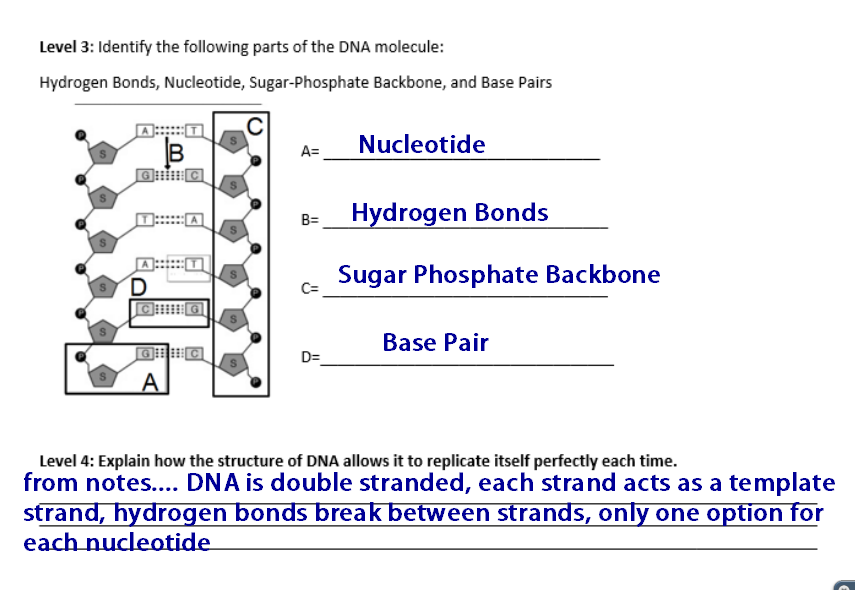 Level 3: Identify the following parts of the DNA molecule:
Hydrogen Bonds, Nucleotide, Sugar-Phosphate Backbone, and Base Pairs
P A T S C
S B P
P G C S
S P
P T A S
S P
P A T S
S D P
P C G S
S P
P G C S
S A P
A= Nucleotide
B= Hydrogen Bonds
C= Sugar Phosphate Backbone
D= Base Pair
Level 4: Explain how the structure of DNA allows it to replicate itself perfectly each time.
from notes.... DNA is double stranded, each strand acts as a template
strand, hydrogen bonds break between strands, only one option for
each nucleotide